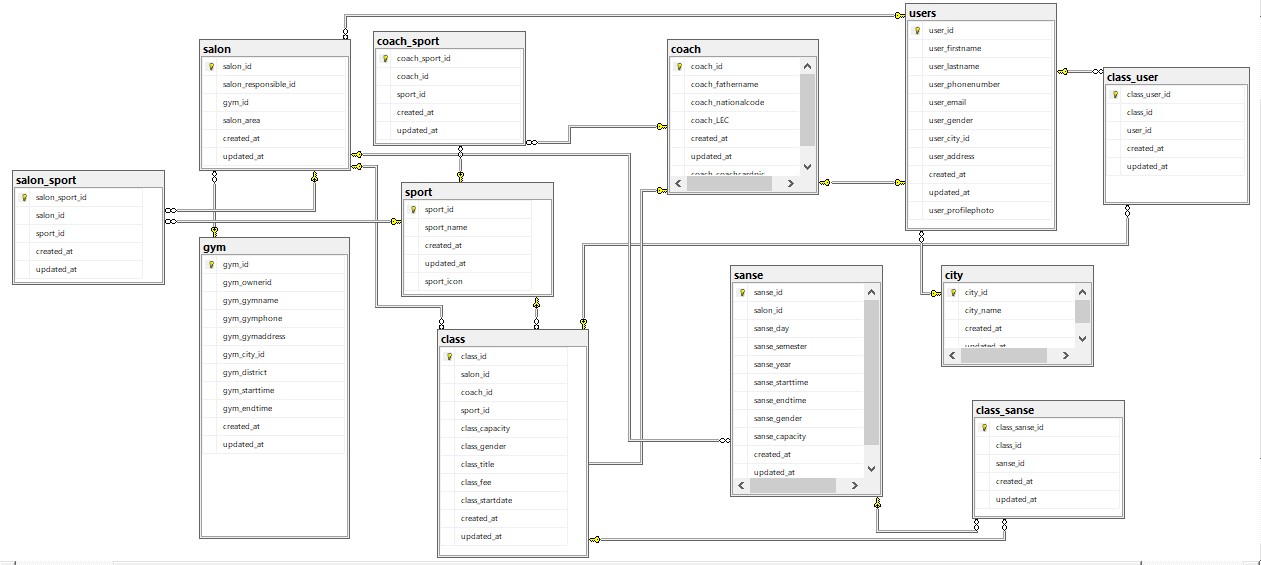 users
user_id
user_firstname
user_lastname
user_phonenumber
user_email
user_gender
user_city_id
user_address
created_at
updated_at
user_profilephoto
salon
salon_id
salon_responsible_id
gym_id
salon_area
created_at
updated_at
coach_sport
coach_sport_id
coach_id
sport_id
created_at
updated_at
coach
coach_id
coach_fathername
coach_nationalcode
coach_LEC
created_at
updated_at
class_user
class_user_id
class_id
user_id
created_at
updated_at
salon_sport
salon_sport_id
salon_id
sport_id
created_at
updated_at
sport
sport_id
sport_name
created_at
updated_at
sport_icon
gym
gym_id
gym_ownerid
gym_gymname
gym_gymphone
gym_gymaddress
gym_city_id
gym_district
gym_starttime
gym_endtime
created_at
updated_at
sanse
sanse_id
salon_id
sanse_day
sanse_semester
sanse_year
sanse_starttime
sanse_endtime
sanse_gender
sanse_capacity
created_at
updated_at
city
city_id
city_name
created_at
updated_at
class
class_id
salon_id
coach_id
sport_id
class_capacity
class_gender
class_title
class_fee
class_startdate
created_at
updated_at
class_sanse
class_sanse_id
class_id
sanse_id
created_at
updated_at